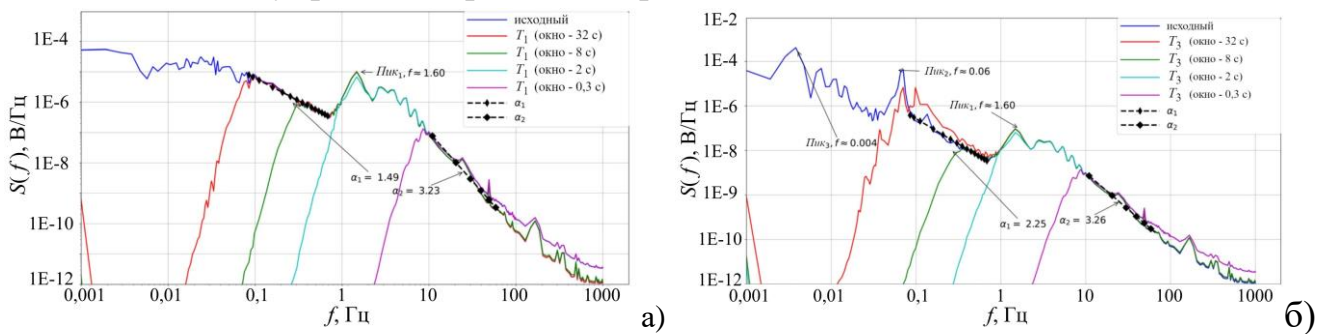 S(f), В/Гц
1E-4
1E-6
1E-8
1E-10
1E-12
0,001
0,01
0,1
1
10
100
1000
f, Гц
исходный
T₁ (окно - 32 с)
T₁ (окно - 8 с)
T₁ (окно - 2 с)
T₁ (окно - 0,3 с)
α₁
α₂
Пик₁, f≈1.60
α₁ = 1.49
α₂ = 3.23
а)
S(f), В/Гц
1E-2
1E-4
1E-6
1E-8
1E-9
1E-10
1E-12
0,001
0,01
0,1
1
10
100
1000
f, Гц
исходный
T₃ (окно - 32 с)
T₃ (окно - 8 с)
T₃ (окно - 2 с)
T₃ (окно - 0,3 с)
α₁
α₂
Пик₂, f≈0.06
Пик₁, f≈1.60
Пик₃, f≈0.004
α₁ = 2.25
α₂ = 3.26
б)